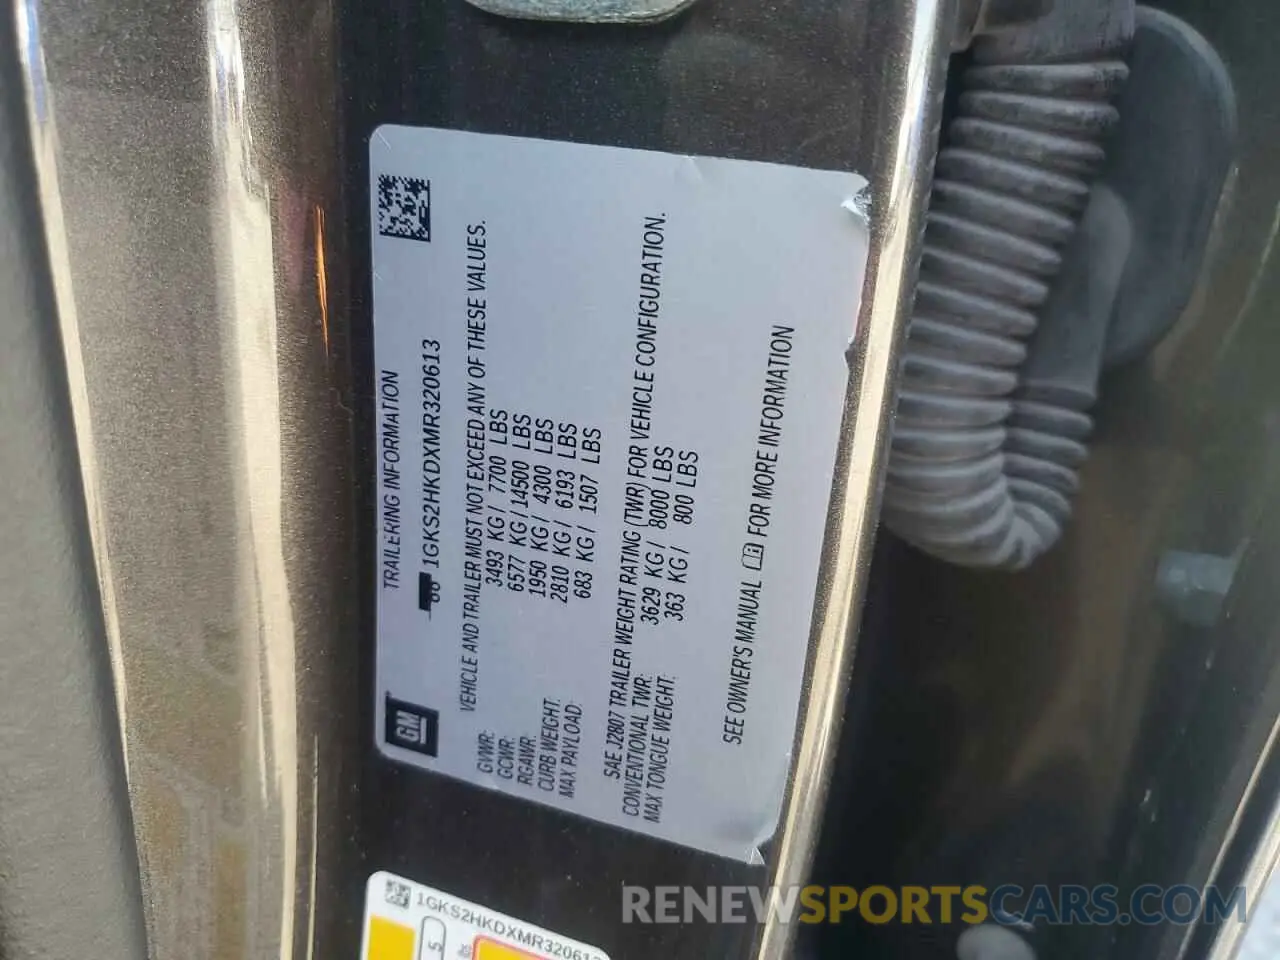 GM
TRAILERING INFORMATION
1GKS2HKDXMR320613
VEHICLE AND TRAILER MUST NOT EXCEED ANY OF THESE VALUES.
GVWR: 3493 KG / 7700 LBS
GCWR: 6577 KG / 14500 LBS
RGAWR: 1950 KG / 4300 LBS
CURB WEIGHT: 2810 KG / 6193 LBS
MAX PAYLOAD: 683 KG / 1507 LBS
SAE J2807 TRAILER WEIGHT RATING (TWR) FOR VEHICLE CONFIGURATION.
CONVENTIONAL TWR: 3629 KG / 8000 LBS
MAX TONGUE WEIGHT: 363 KG / 800 LBS
SEE OWNER'S MANUAL FOR MORE INFORMATION
1GKS2HKDXMR320613
5
RENEWSPORTSCARS.COM